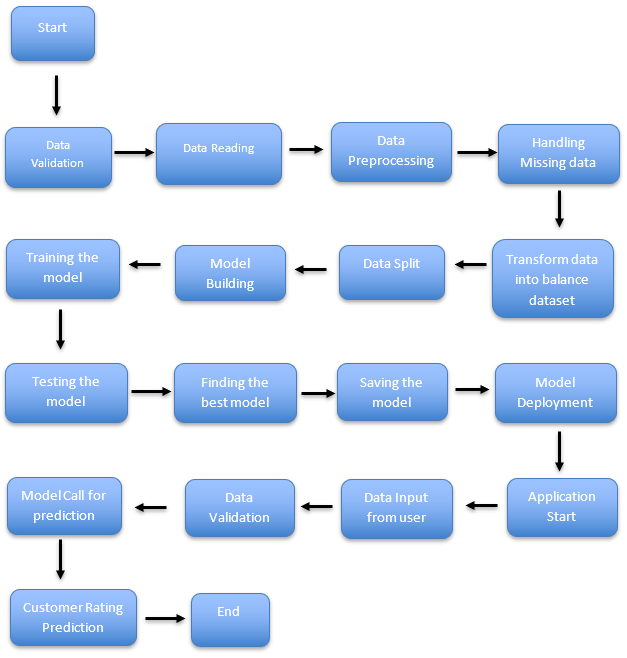 Start
Data
Validation
Data Reading
Data
Preprocessing
Handling
Missing data
Transform data
into balance
dataset
Data Split
Model
Building
Training the
model
Testing the
model
Finding the
best model
Saving the
model
Model
Deployment
Application
Start
Data Input
from user
Data
Validation
Model Call for
prediction
Customer Rating
Prediction
End